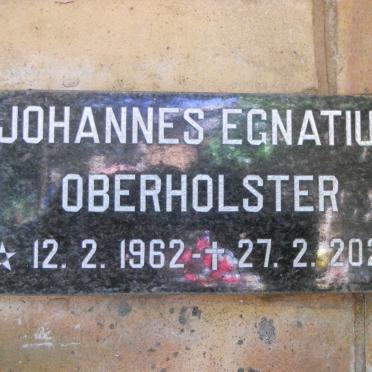 JOHANNES EGNATIU
OBERHOLSTER
☆ 12. 2. 1962-✝ 27. 2. 202